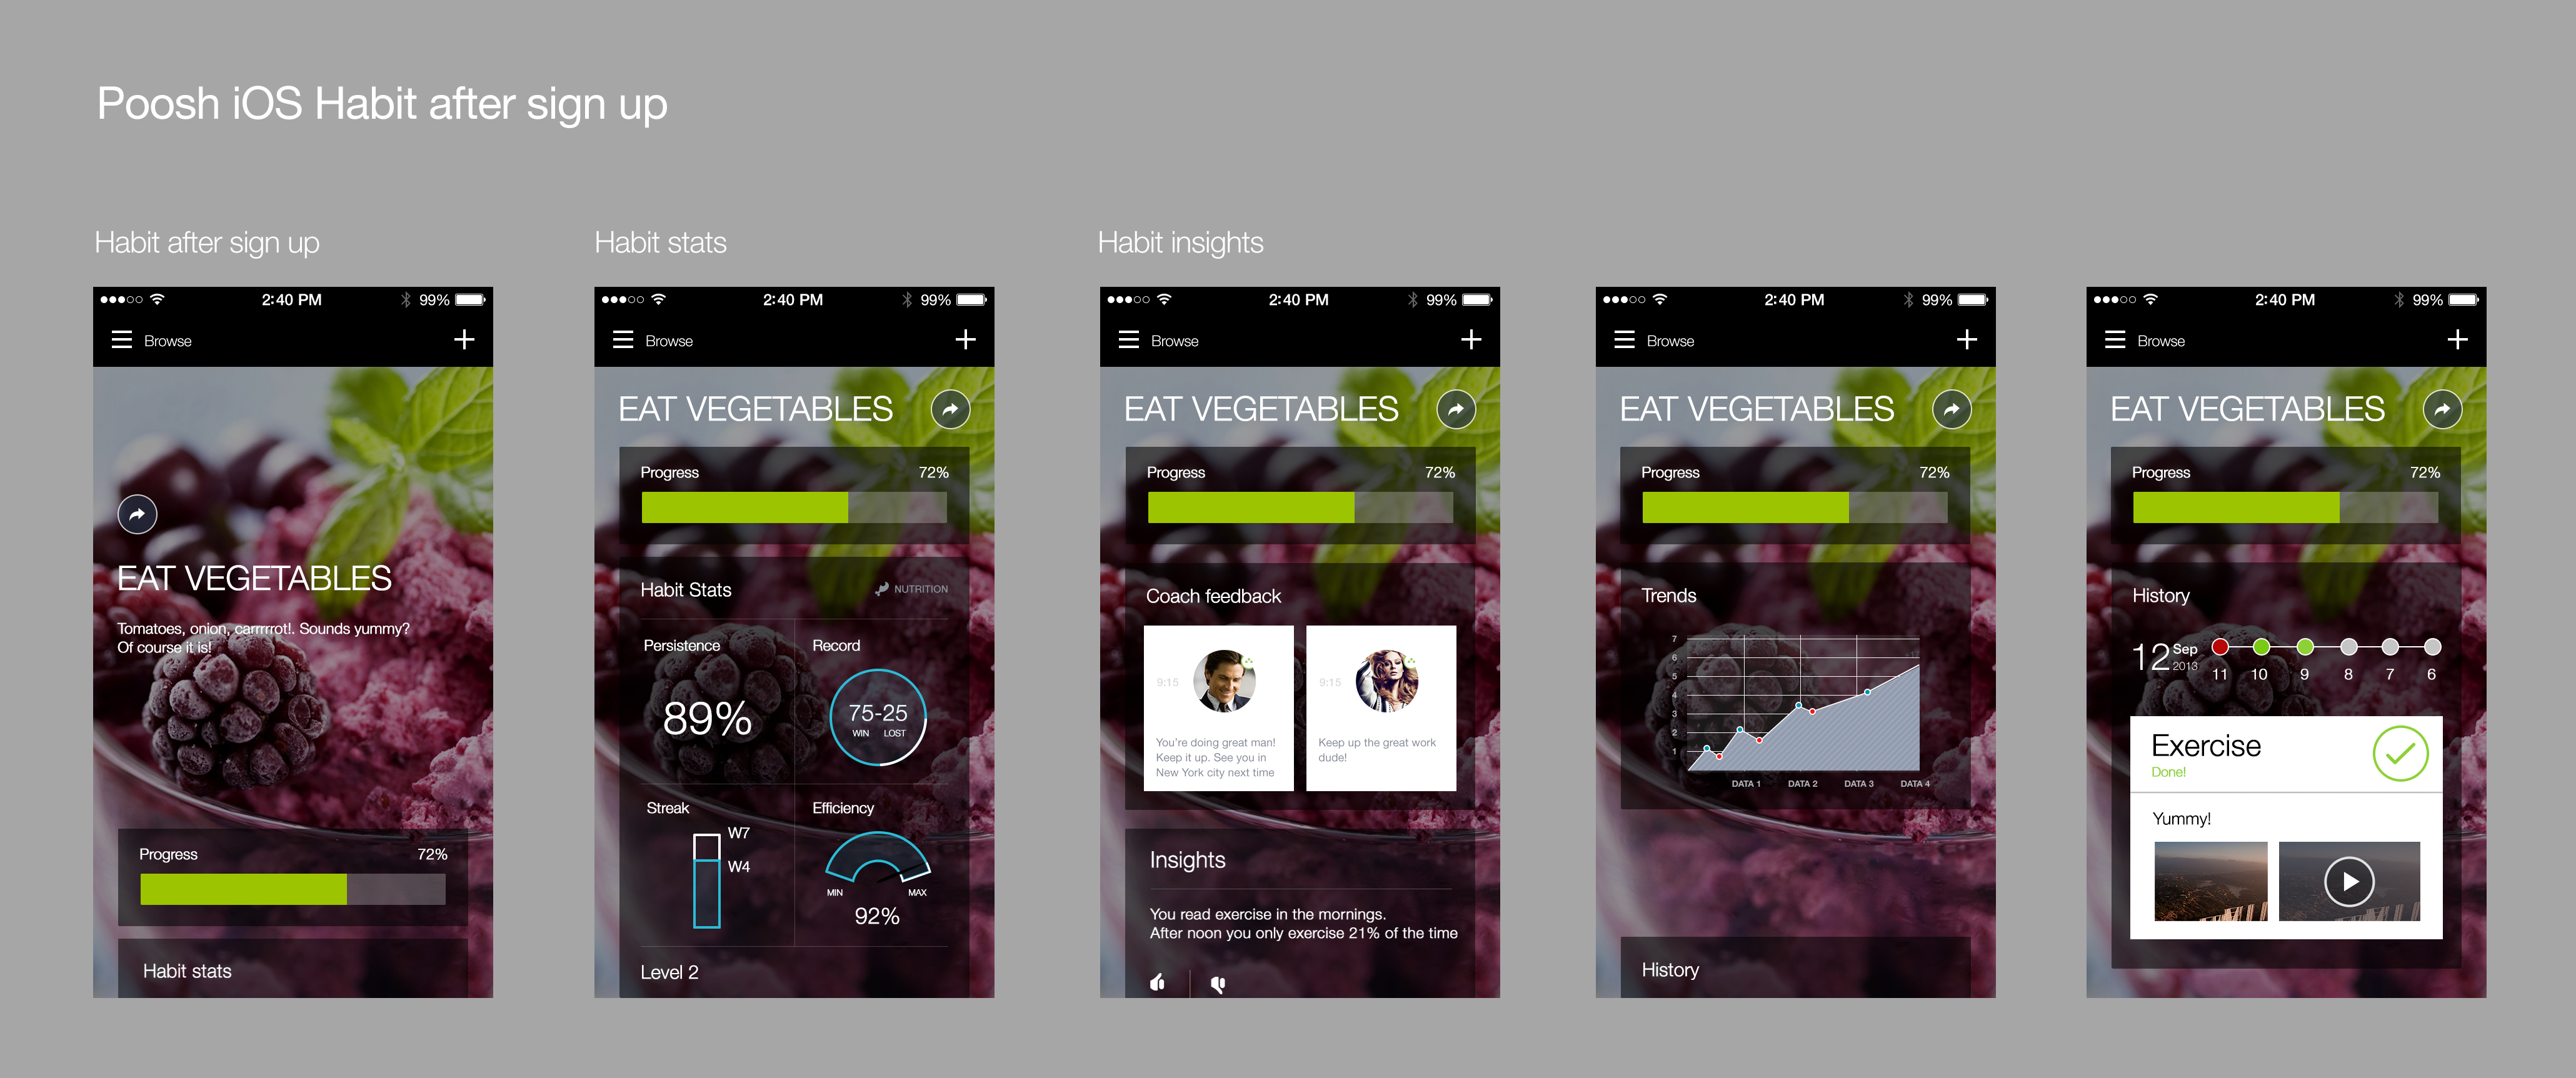 Poosh iOS Habit after sign up
Habit after sign up
2:40 PM
99%
Browse
EAT VEGETABLES
Tomatoes, onion, carrrrrot!. Sounds yummy?
Of course it is!
Progress 72%
Habit stats
Habit stats
2:40 PM
99%
Browse
EAT VEGETABLES
Progress 72%
Habit Stats
NUTRITION
Persistence
89%
Record
75-25
WIN LOST
Streak
W7
W4
Efficiency
MIN MAX
92%
Level 2
Habit insights
2:40 PM
99%
Browse
EAT VEGETABLES
Progress 72%
Coach feedback
9:15
You're doing great man!
Keep it up. See you in
New York city next time
9:15
Keep up the great work
dude!
Insights
You read exercise in the mornings.
After noon you only exercise 21% of the time
2:40 PM
99%
Browse
EAT VEGETABLES
Progress 72%
Trends
7
6
5
4
3
2
1
DATA 1 DATA 2 DATA 3 DATA 4
History
2:40 PM
99%
Browse
EAT VEGETABLES
Progress 72%
History
12 Sep 2013
11 10 9 8 7 6
Exercise
Done!
Yummy!